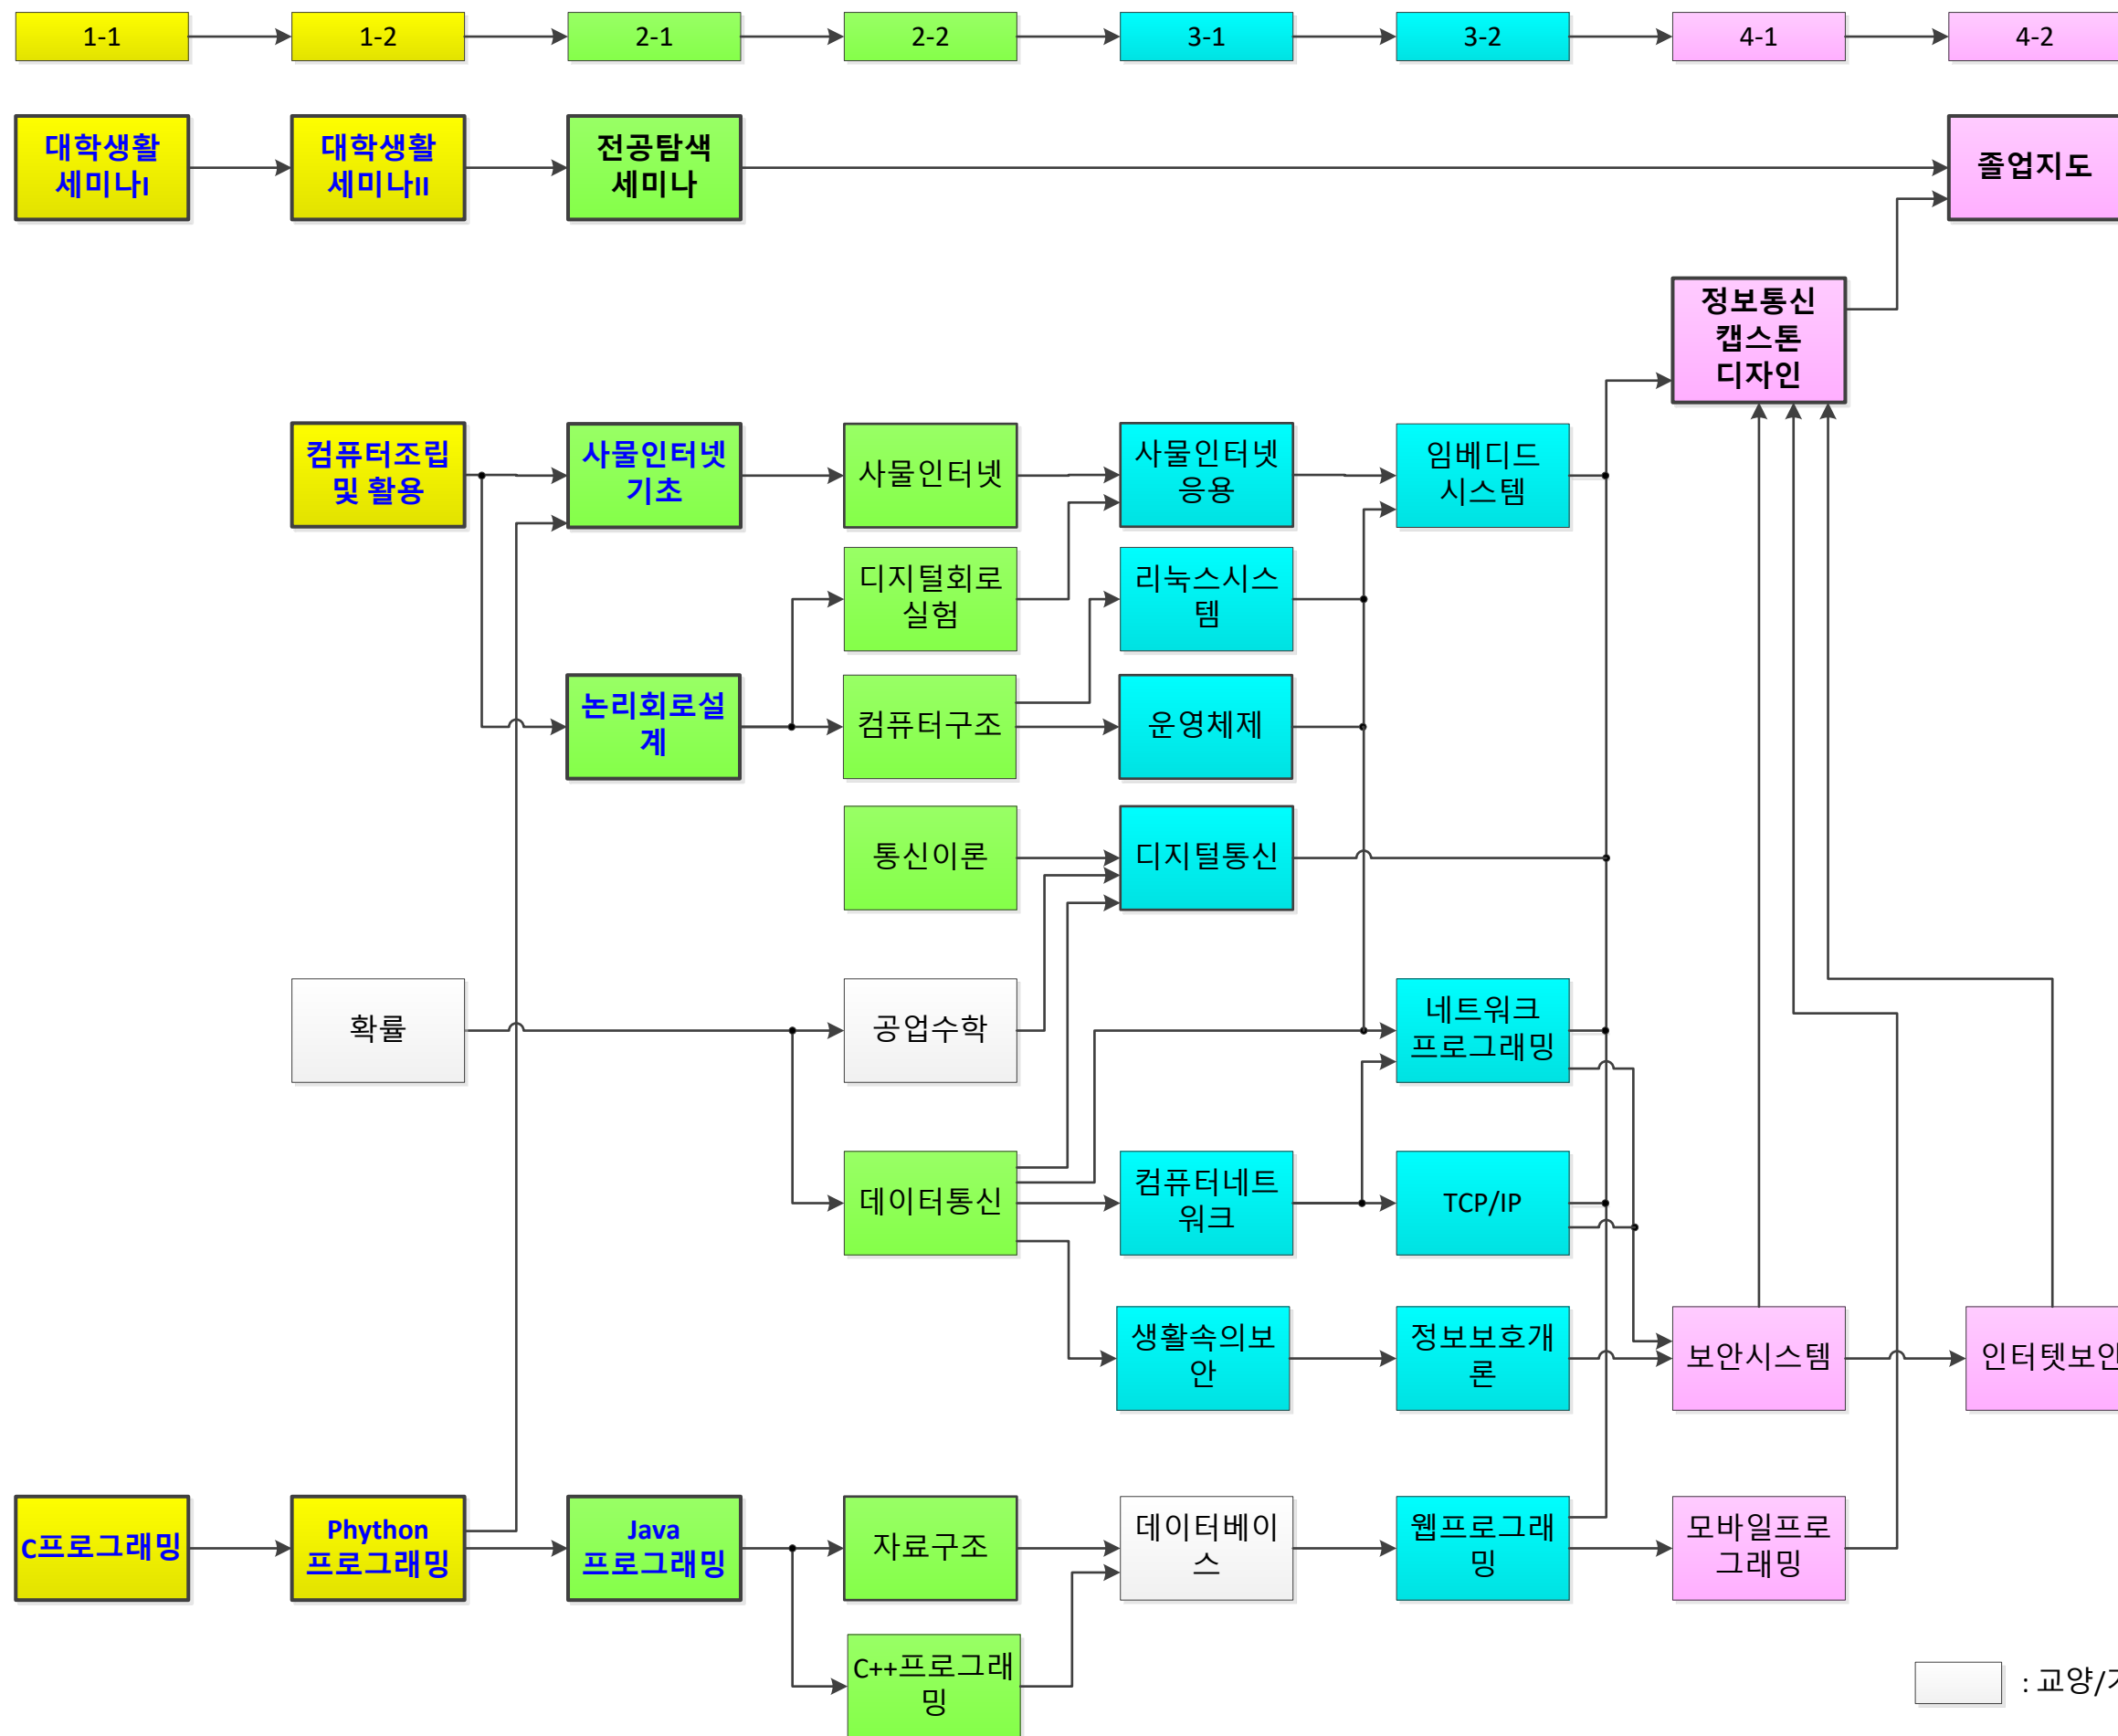 1-1
1-2
2-1
2-2
3-1
3-2
4-1
4-2
대학생활
세미나I
대학생활
세미나II
전공탐색
세미나
졸업지도
정보통신
캡스톤
디자인
컴퓨터조립
및 활용
사물인터넷
기초
사물인터넷
사물인터넷
응용
임베디드
시스템
디지털회로
실험
리눅스시스
템
논리회로설
계
컴퓨터구조
운영체제
통신이론
디지털통신
확률
공업수학
네트워크
프로그래밍
데이터통신
컴퓨터네트
워크
TCP/IP
생활속의보
안
정보보호개
론
보안시스템
인터텟보안
C프로그래밍
Phython
프로그래밍
Java
프로그래밍
자료구조
데이터베이
스
웹프로그래
밍
모바일프로
그래밍
C++프로그래
밍
: 교양/